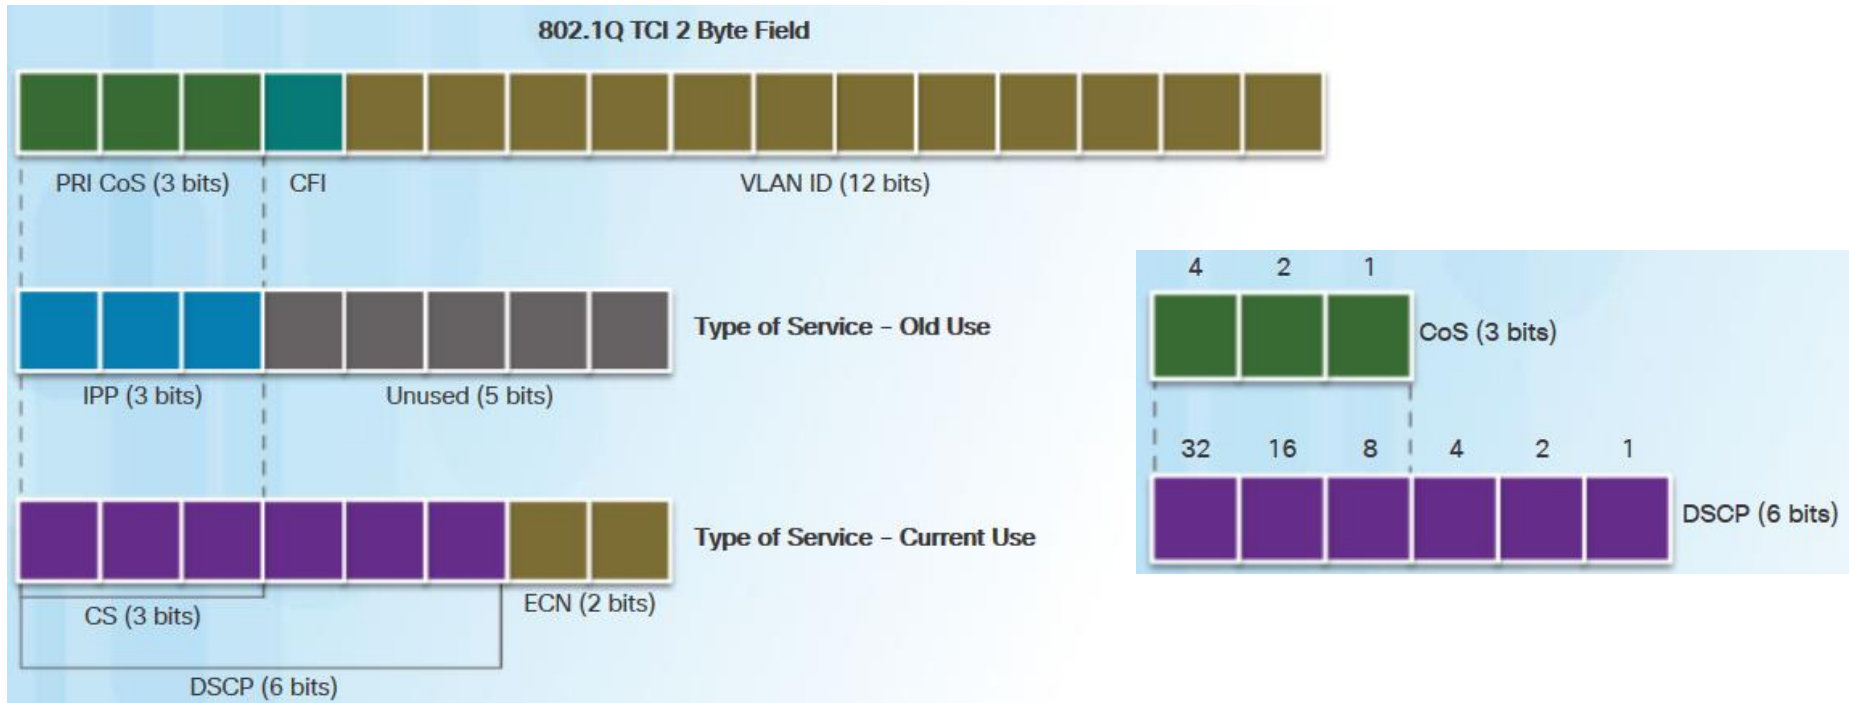 802.1Q TCI 2 Byte Field
PRI CoS (3 bits)
CFI
VLAN ID (12 bits)
Type of Service – Old Use
IPP (3 bits)
Unused (5 bits)
Type of Service – Current Use
CS (3 bits)
ECN (2 bits)
DSCP (6 bits)
4 2 1
CoS (3 bits)
32 16 8 4 2 1
DSCP (6 bits)